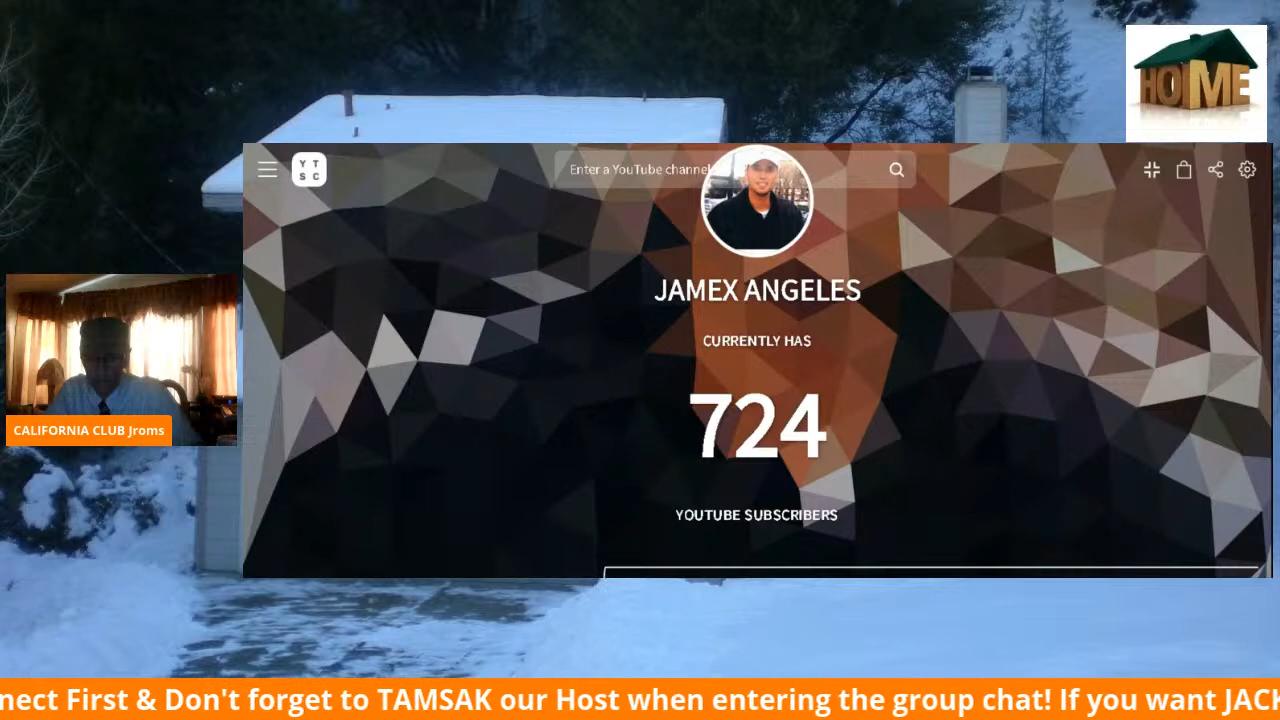 HOME
Y T
S C
Enter a YouTube channel
JAMEX ANGELES
CURRENTLY HAS
724
YOUTUBE SUBSCRIBERS
CALIFORNIA CLUB Jroms
nect First & Don't forget to TAMSAK our Host when entering the group chat! If you want JACK